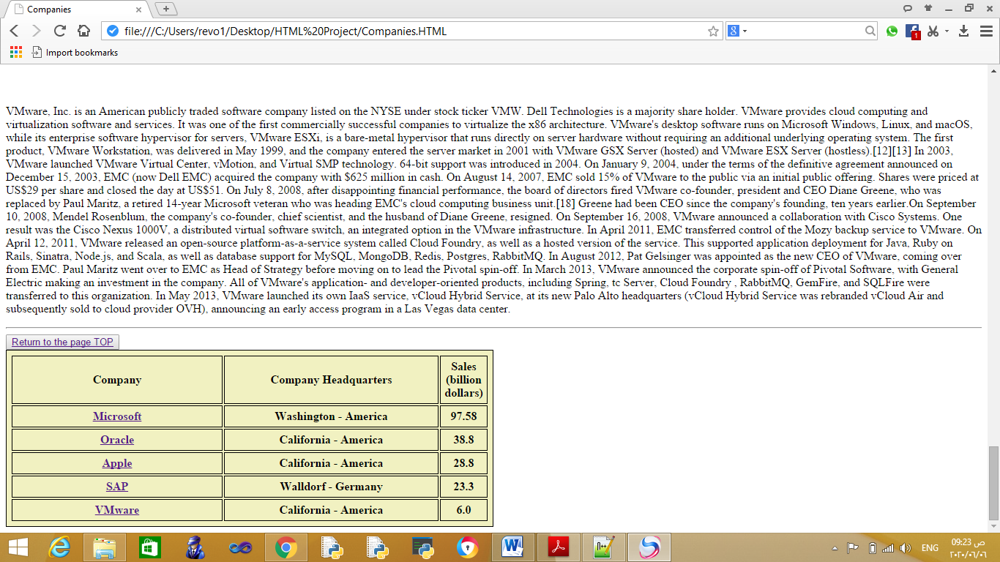 Companies
file:///C:/Users/revo1/Desktop/HTML%20Project/Companies.HTML
8
1
Import bookmarks
VMware, Inc. is an American publicly traded software company listed on the NYSE under stock ticker VMW. Dell Technologies is a majority share holder. VMware provides cloud computing and
virtualization software and services. It was one of the first commercially successful companies to virtualize the x86 architecture. VMware's desktop software runs on Microsoft Windows, Linux, and macOS,
while its enterprise software hypervisor for servers, VMware ESXi, is a bare-metal hypervisor that runs directly on server hardware without requiring an additional underlying operating system. The first
product, VMware Workstation, was delivered in May 1999, and the company entered the server market in 2001 with VMware GSX Server (hosted) and VMware ESX Server (hostless).[12][13] In 2003,
VMware launched VMware Virtual Center, vMotion, and Virtual SMP technology. 64-bit support was introduced in 2004. On January 9, 2004, under the terms of the definitive agreement announced on
December 15, 2003, EMC (now Dell EMC) acquired the company with $625 million in cash. On August 14, 2007, EMC sold 15% of VMware to the public via an initial public offering. Shares were priced at
US$29 per share and closed the day at US$51. On July 8, 2008, after disappointing financial performance, the board of directors fired VMware co-founder, president and CEO Diane Greene, who was
replaced by Paul Maritz, a retired 14-year Microsoft veteran who was heading EMC's cloud computing business unit.[18] Greene had been CEO since the company's founding, ten years earlier.On September
10, 2008, Mendel Rosenblum, the company's co-founder, chief scientist, and the husband of Diane Greene, resigned. On September 16, 2008, VMware announced a collaboration with Cisco Systems. One
result was the Cisco Nexus 1000V, a distributed virtual software switch, an integrated option in the VMware infrastructure. In April 2011, EMC transferred control of the Mozy backup service to VMware. On
April 12, 2011, VMware released an open-source platform-as-a-service system called Cloud Foundry, as well as a hosted version of the service. This supported application deployment for Java, Ruby on
Rails, Sinatra, Node.js, and Scala, as well as database support for MySQL, MongoDB, Redis, Postgres, RabbitMQ. In August 2012, Pat Gelsinger was appointed as the new CEO of VMware, coming over
from EMC. Paul Maritz went over to EMC as Head of Strategy before moving on to lead the Pivotal spin-off. In March 2013, VMware announced the corporate spin-off of Pivotal Software, with General
Electric making an investment in the company. All of VMware's application- and developer-oriented products, including Spring, tc Server, Cloud Foundry , RabbitMQ, GemFire, and SQLFire were
transferred to this organization. In May 2013, VMware launched its own IaaS service, vCloud Hybrid Service, at its new Palo Alto headquarters (vCloud Hybrid Service was rebranded vCloud Air and
subsequently sold to cloud provider OVH), announcing an early access program in a Las Vegas data center.
Return to the page TOP
Company Company Headquarters Sales
(billion
dollars)
Microsoft Washington - America 97.58
Oracle California - America 38.8
Apple California - America 28.8
SAP Walldorf - Germany 23.3
VMware California - America 6.0
ENG
09:23 ص
٢٠٢٠/٠٦/٠٦